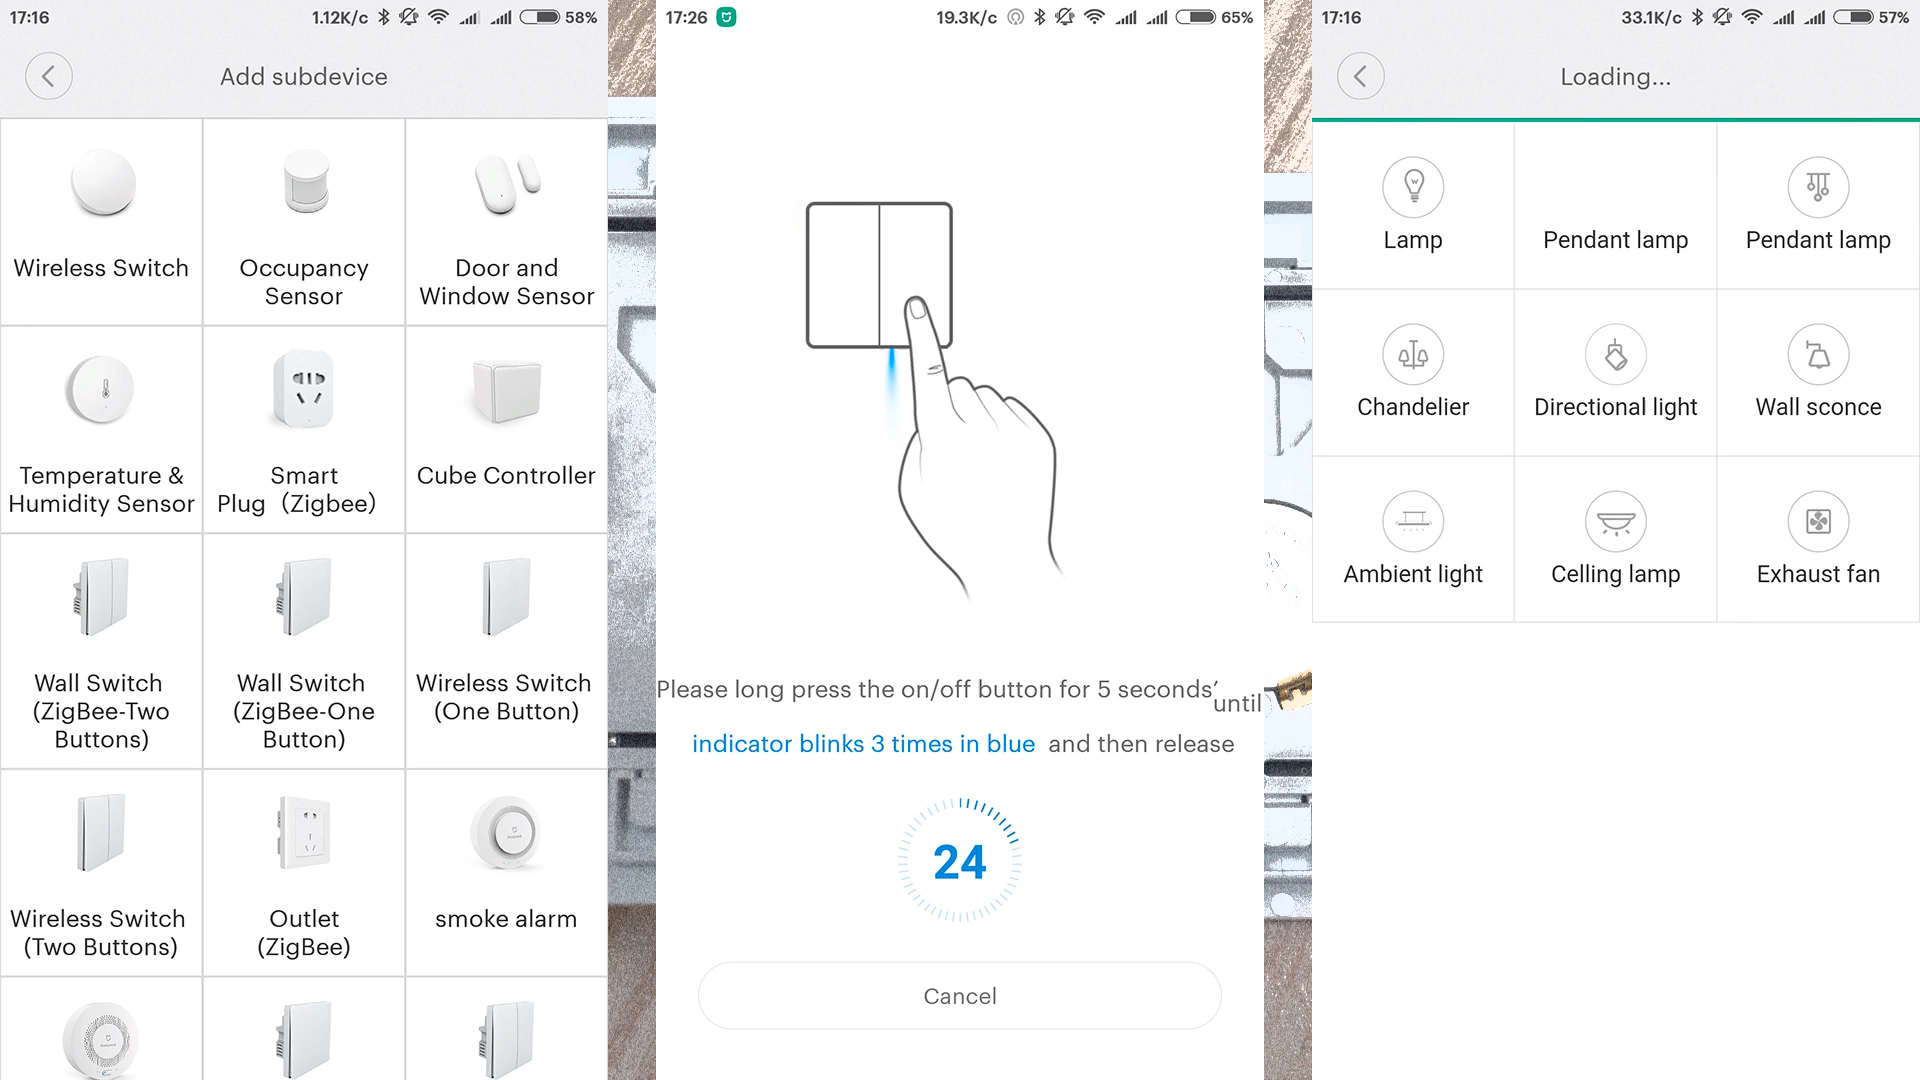 17:16
1.12K/c
58%
Add subdevice
Wireless Switch
Occupancy
Sensor
Door and
Window Sensor
Temperature &
Humidity Sensor
Smart
Plug（Zigbee）
Cube Controller
Wall Switch
(ZigBee-Two
Buttons)
Wall Switch
(ZigBee-One
Button)
Wireless Switch
(One Button)
Wireless Switch
(Two Buttons)
Outlet
(ZigBee)
smoke alarm
17:26
19.3K/c
65%
Please long press the on/off button for 5 seconds’ until
indicator blinks 3 times in blue and then release
24
Cancel
17:16
33.1K/c
57%
Loading...
Lamp
Pendant lamp
Pendant lamp
Chandelier
Directional light
Wall sconce
Ambient light
Celling lamp
Exhaust fan